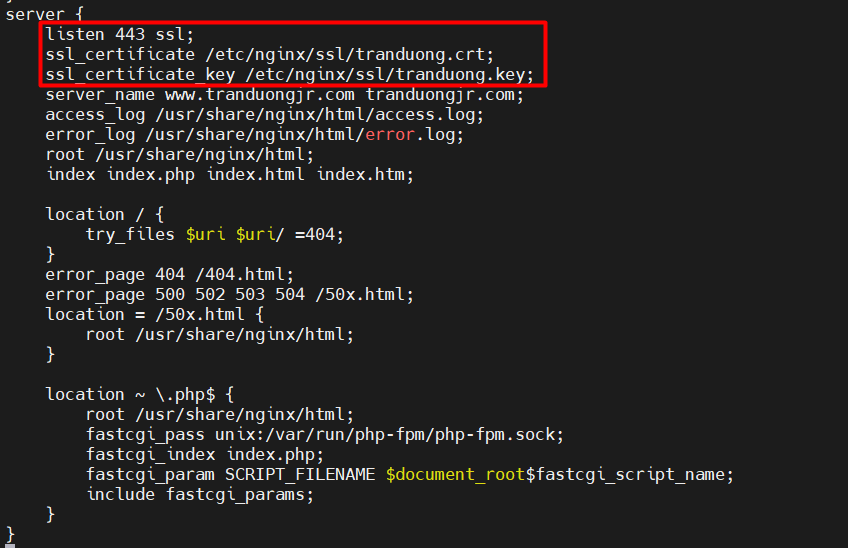 server {
    listen 443 ssl;
    ssl_certificate /etc/nginx/ssl/tranduong.crt;
    ssl_certificate_key /etc/nginx/ssl/tranduong.key;
    server_name www.tranduongjr.com tranduongjr.com;
    access_log /usr/share/nginx/html/access.log;
    error_log /usr/share/nginx/html/error.log;
    root /usr/share/nginx/html;
    index index.php index.html index.htm;

    location / {
        try_files $uri $uri/ =404;
    }
    error_page 404 /404.html;
    error_page 500 502 503 504 /50x.html;
    location = /50x.html {
        root /usr/share/nginx/html;
    }

    location ~ \.php$ {
        root /usr/share/nginx/html;
        fastcgi_pass unix:/var/run/php-fpm/php-fpm.sock;
        fastcgi_index index.php;
        fastcgi_param SCRIPT_FILENAME $document_root$fastcgi_script_name;
        include fastcgi_params;
    }
}